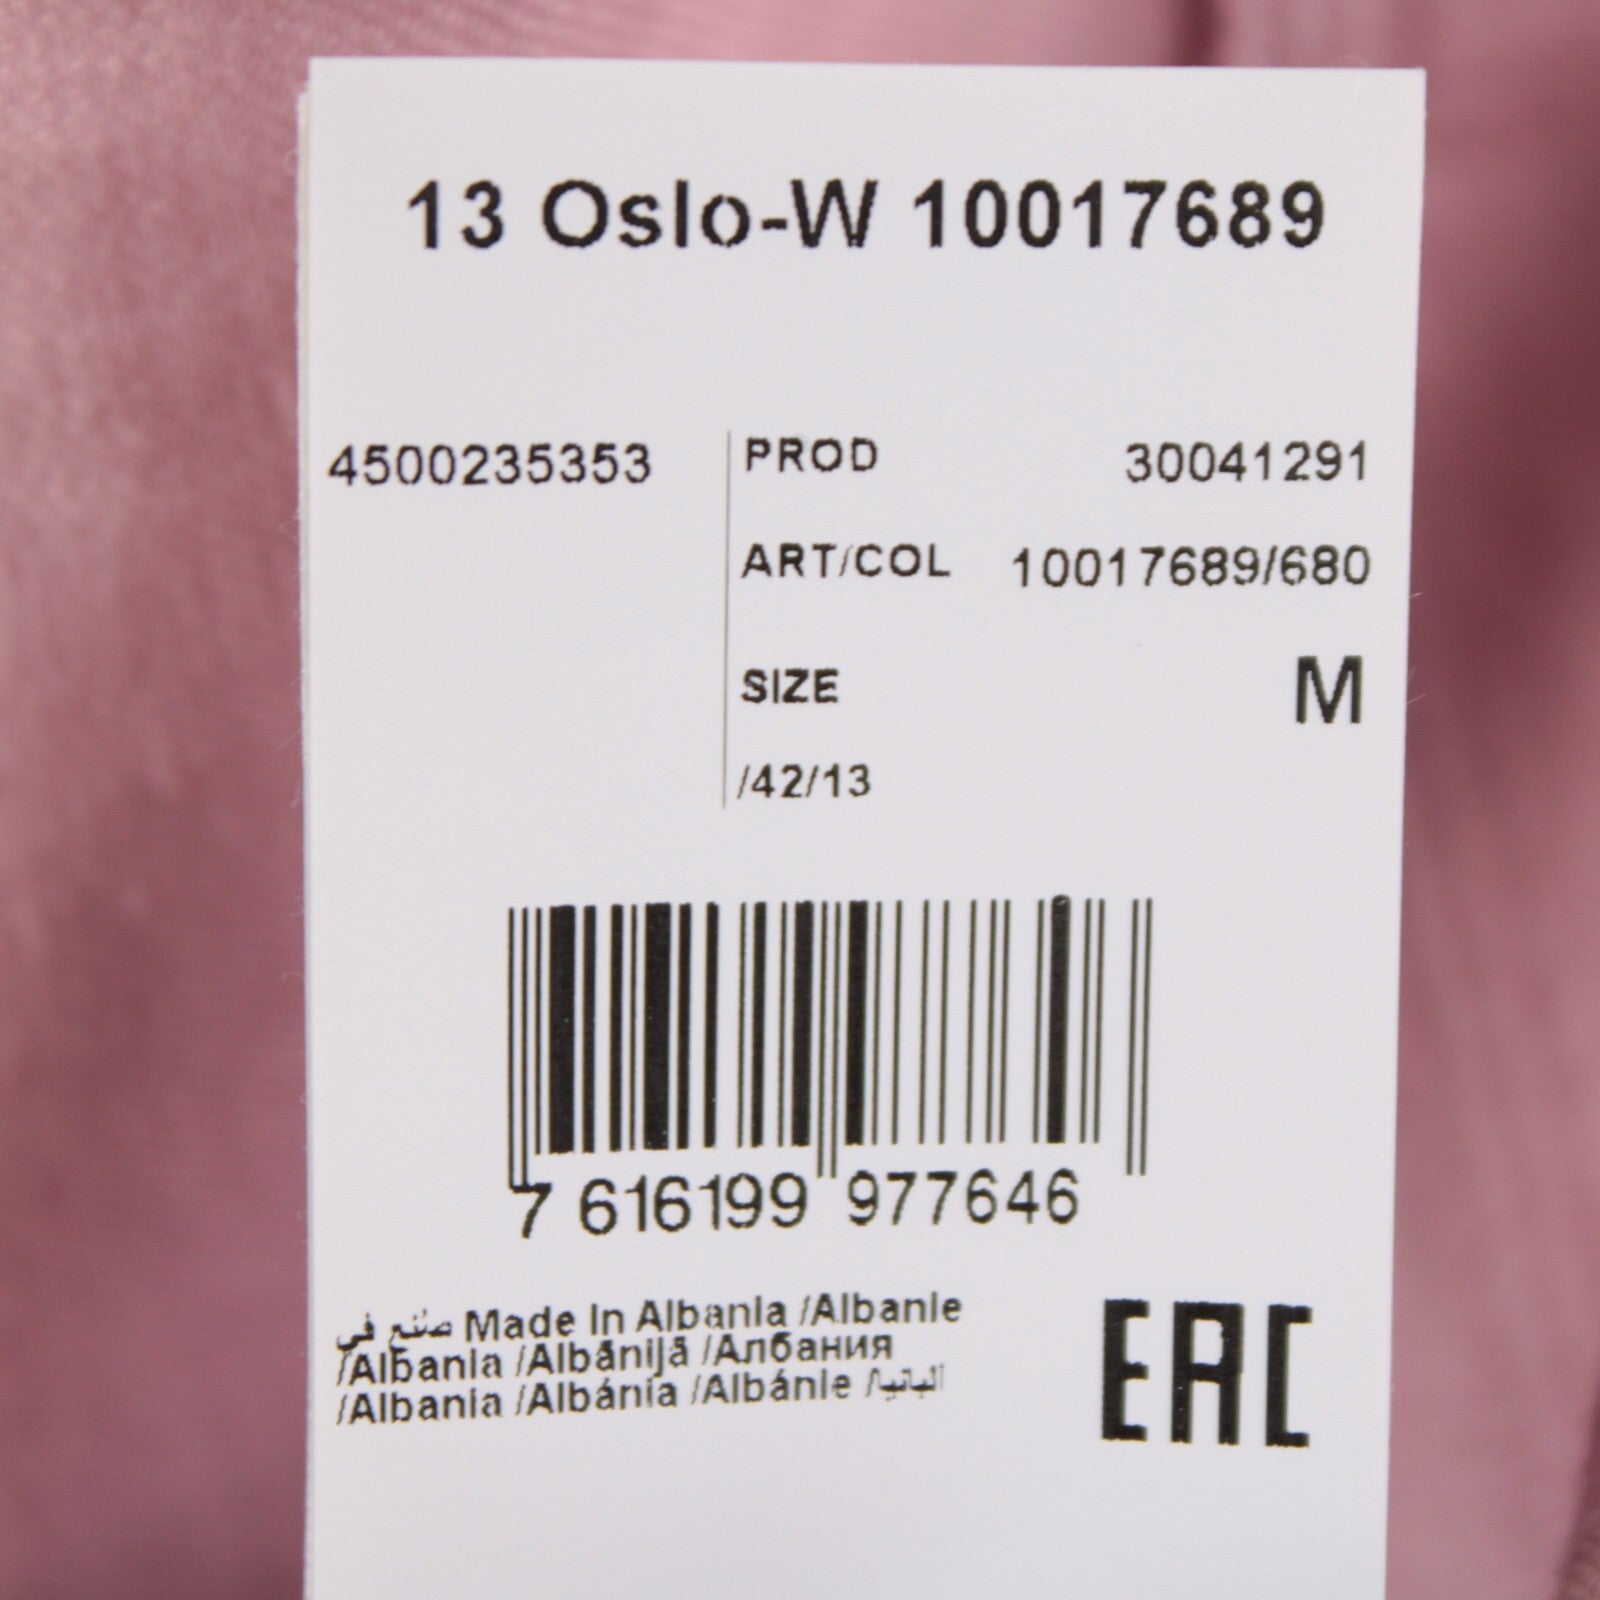 13 Oslo-W 10017689
4500235353
PROD 30041291
ART/COL 10017689/680
SIZE M
/42/13
7 616199 977646
صنع في Made In Albania /Albanie
/Albania /Albānijā /Албания
/Albania /Albánia /Albánie /ألبانيا
EAC